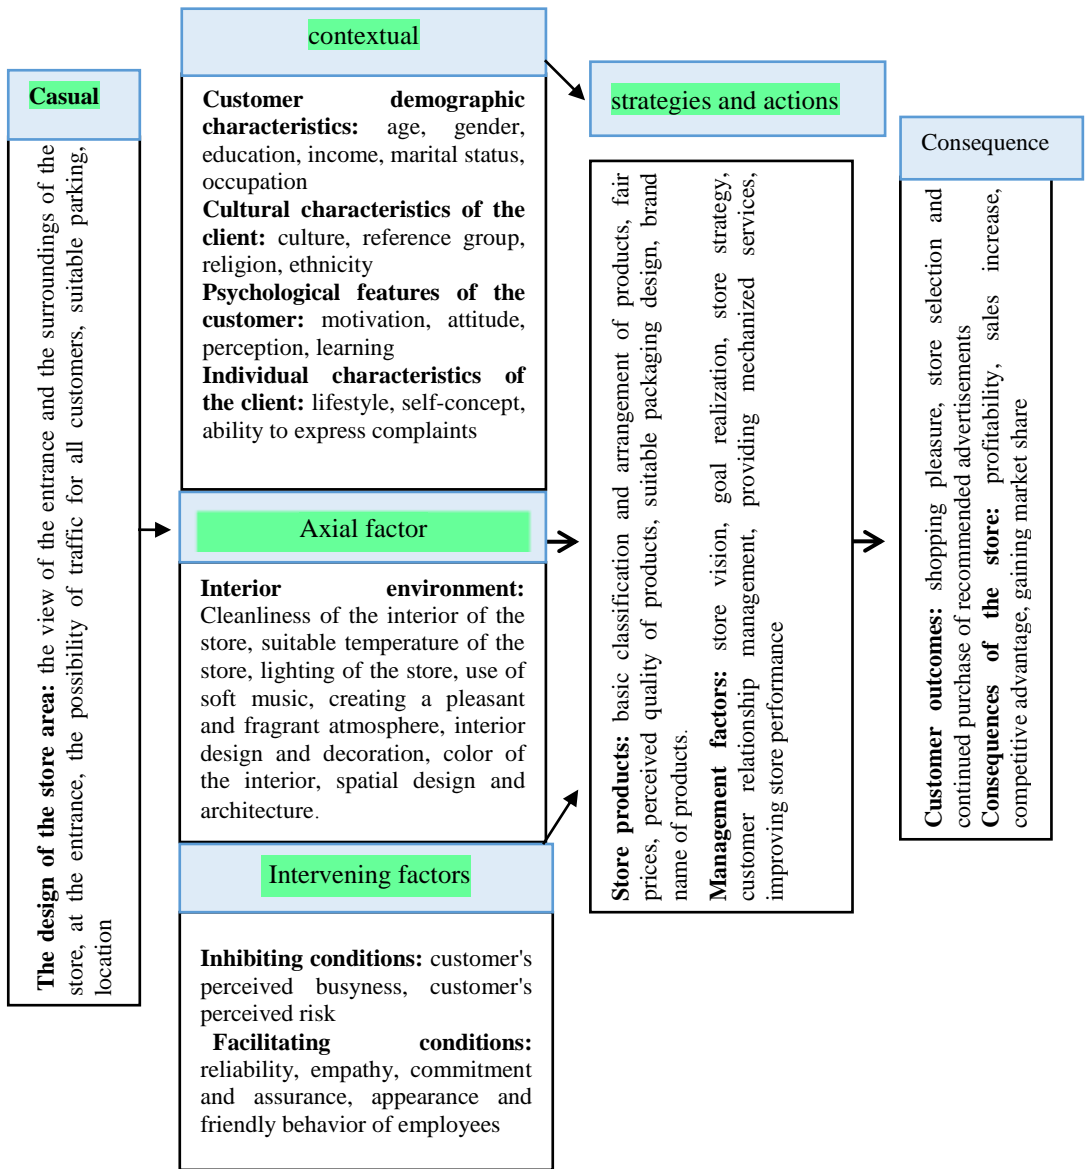 Casual
The design of the store area: the view of the entrance and the surroundings of the
store, at the entrance, the possibility of traffic for all customers, suitable parking,
location
contextual
Customer demographic
characteristics: age, gender,
education, income, marital status,
occupation
Cultural characteristics of the
client: culture, reference group,
religion, ethnicity
Psychological features of the
customer: motivation, attitude,
perception, learning
Individual characteristics of
the client: lifestyle, self-concept,
ability to express complaints
Axial factor
Interior environment:
Cleanliness of the interior of the
store, suitable temperature of the
store, lighting of the store, use of
soft music, creating a pleasant
and fragrant atmosphere, interior
design and decoration, color of
the interior, spatial design and
architecture.
Intervening factors
Inhibiting conditions: customer's
perceived busyness, customer's
perceived risk
Facilitating conditions:
reliability, empathy, commitment
and assurance, appearance and
friendly behavior of employees
strategies and actions
Store products: basic classification and arrangement of products, fair
prices, perceived quality of products, suitable packaging design, brand
name of products.
Management factors: store vision, goal realization, store strategy,
customer relationship management, providing mechanized services,
improving store performance
Consequence
Customer outcomes: shopping pleasure, store selection and
continued purchase of recommended advertisements
Consequences of the store: profitability, sales increase,
competitive advantage, gaining market share